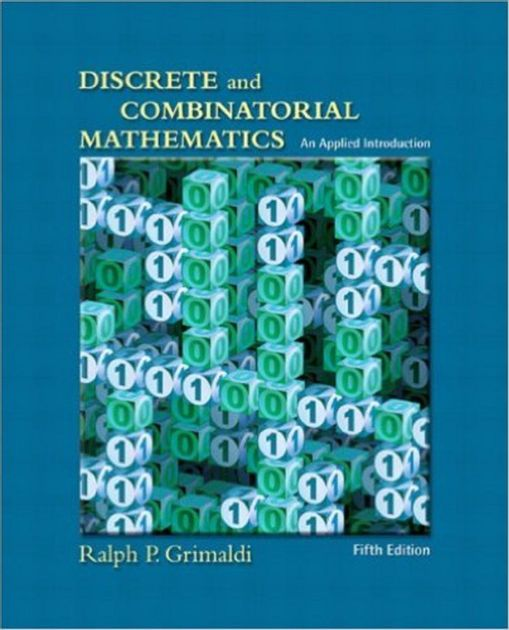 DISCRETE and
COMBINATORIAL
MATHEMATICS An Applied Introduction
Ralph P. Grimaldi Fifth Edition